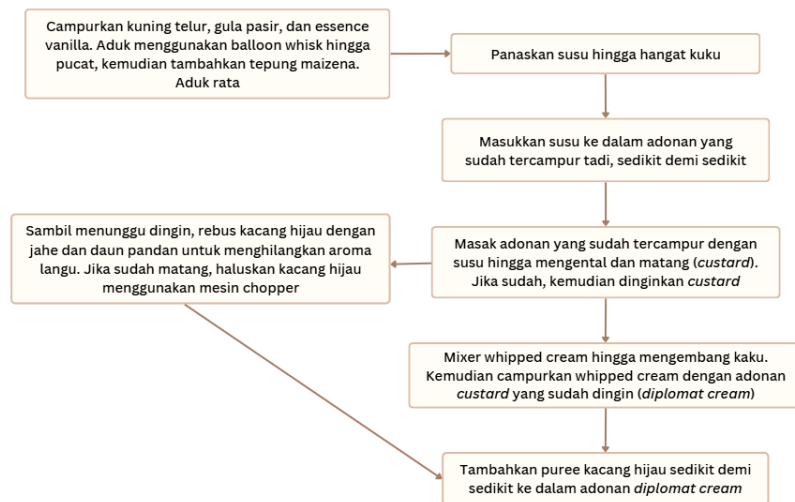 Campurkan kuning telur, gula pasir, dan essence
vanilla. Aduk menggunakan balloon whisk hingga
pucat, kemudian tambahkan tepung maizena.
Aduk rata
Panaskan susu hingga hangat kuku
Masukkan susu ke dalam adonan yang
sudah tercampur tadi, sedikit demi sedikit
Masak adonan yang sudah tercampur dengan
susu hingga mengental dan matang (custard).
Jika sudah, kemudian dinginkan custard
Sambil menunggu dingin, rebus kacang hijau dengan
jahe dan daun pandan untuk menghilangkan aroma
langu. Jika sudah matang, haluskan kacang hijau
menggunakan mesin chopper
Mixer whipped cream hingga mengembang kaku.
Kemudian campurkan whipped cream dengan adonan
custard yang sudah dingin (diplomat cream)
Tambahkan puree kacang hijau sedikit demi
sedikit ke dalam adonan diplomat cream